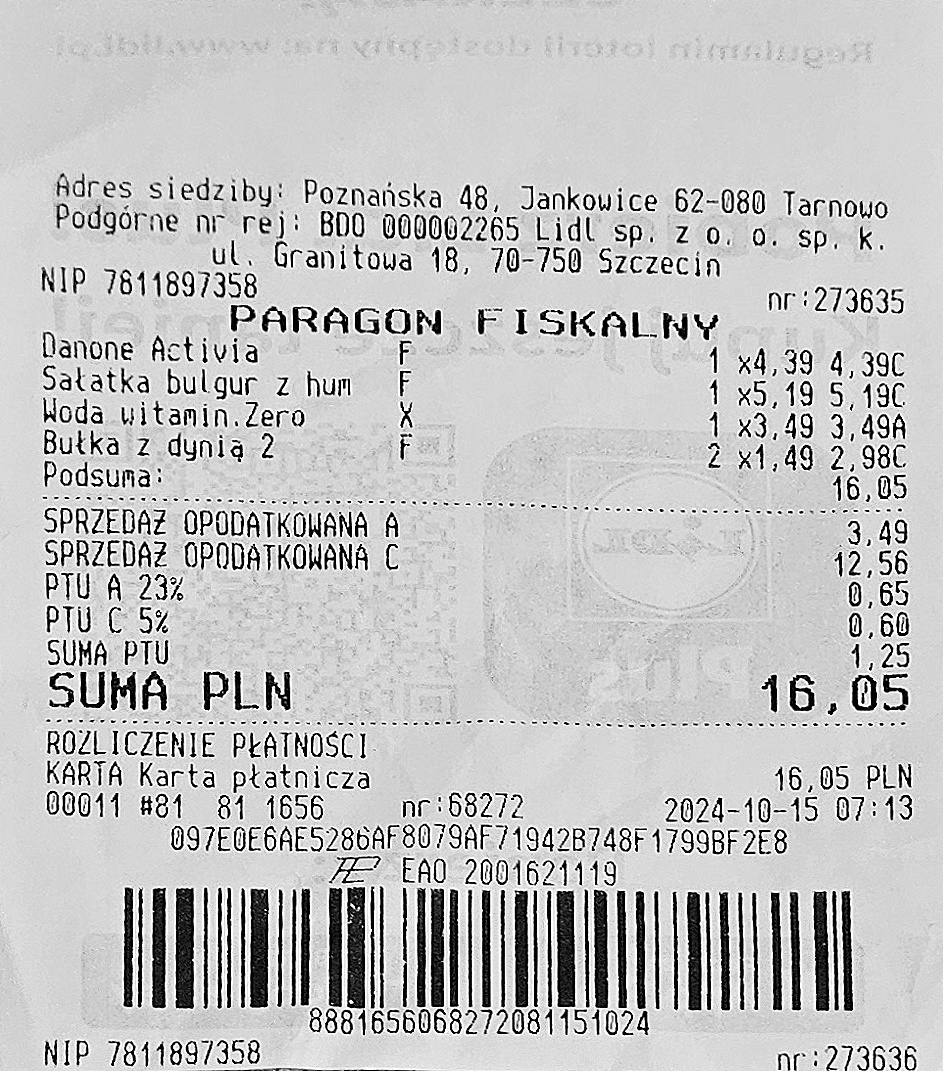 Regulamin loterii dostępny na: www.lidl.pl
Adres siedziby: Poznańska 48, Jankowice 62-080 Tarnowo
Podgórne nr rej: BDO 000002265 Lidl sp. z o. o. sp. k.
ul. Granitowa 18, 70-750 Szczecin
NIP 7811897358 nr:273635
PARAGON FISKALNY
Danone Activia F 1 x4,39 4,39C
Sałatka bulgur z hum F 1 x5,19 5,19C
Woda witamin.Zero X 1 x3,49 3,49A
Bułka z dynią 2 F 2 x1,49 2,98C
Podsuma: 16,05
SPRZEDAŻ OPODATKOWANA A 3,49
SPRZEDAŻ OPODATKOWANA C 12,56
PTU A 23% 0,65
PTU C 5% 0,60
SUMA PTU 1,25
SUMA PLN 16,05
ROZLICZENIE PŁATNOŚCI
KARTA Karta płatnicza 16,05 PLN
00011 #81 81 1656 nr:68272 2024-10-15 07:13
097E0E6AE5286AF8079AF71942B748F1799BF2E8
EAO 2001621119
8881656068272081151024
NIP 7811897358 nr:273636